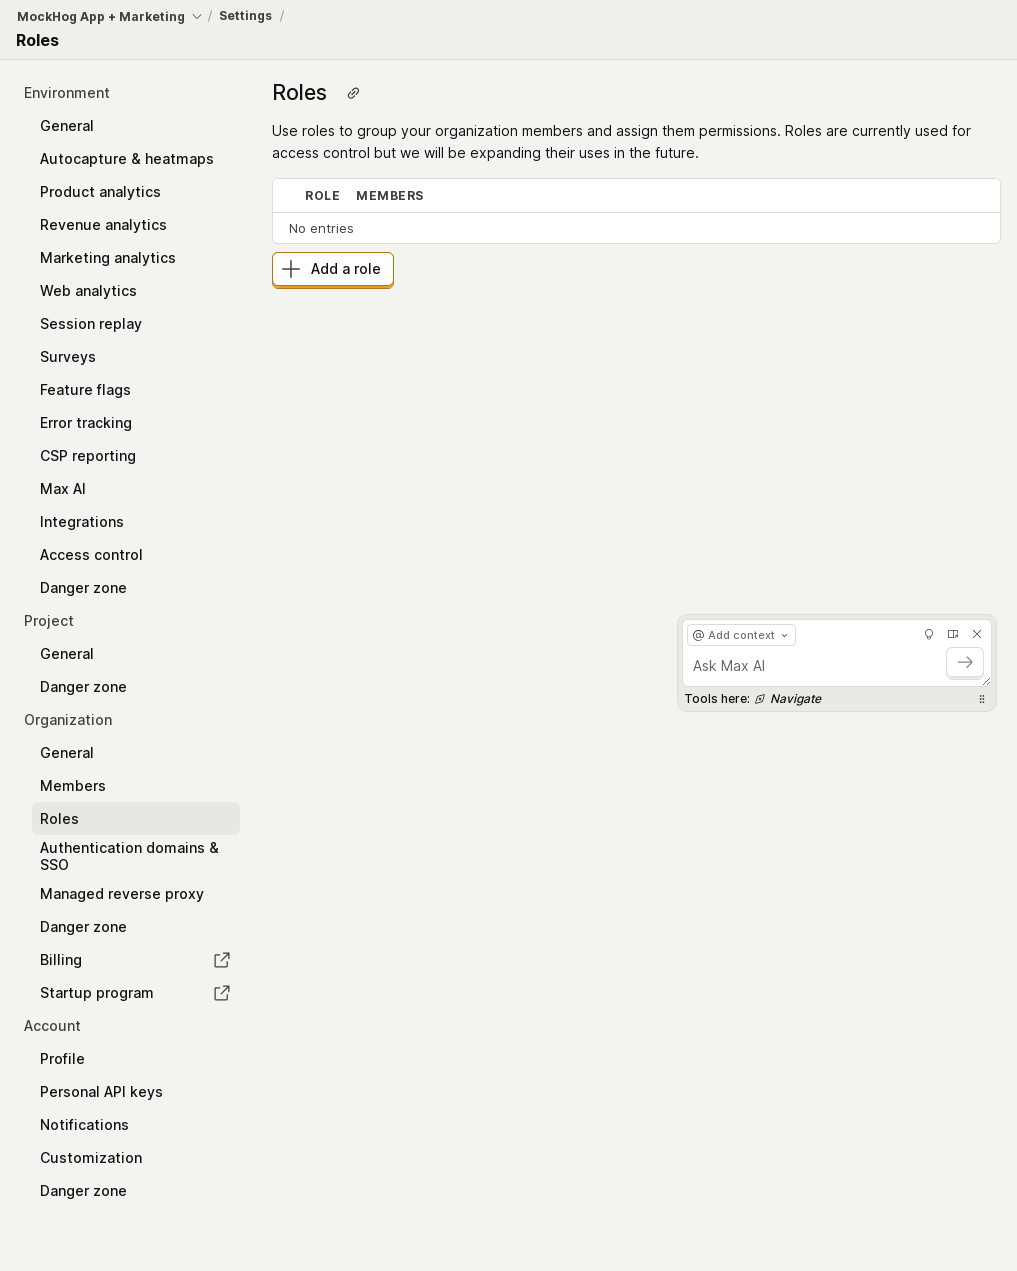 MockHog App + Marketing / Settings /
Roles
Environment
General
Autocapture & heatmaps
Product analytics
Revenue analytics
Marketing analytics
Web analytics
Session replay
Surveys
Feature flags
Error tracking
CSP reporting
Max AI
Integrations
Access control
Danger zone
Project
General
Danger zone
Organization
General
Members
Roles
Authentication domains &
SSO
Managed reverse proxy
Danger zone
Billing
Startup program
Account
Profile
Personal API keys
Notifications
Customization
Danger zone
Roles
Use roles to group your organization members and assign them permissions. Roles are currently used for
access control but we will be expanding their uses in the future.
ROLE MEMBERS
No entries
Add a role
@ Add context
Ask Max AI
Tools here: Navigate